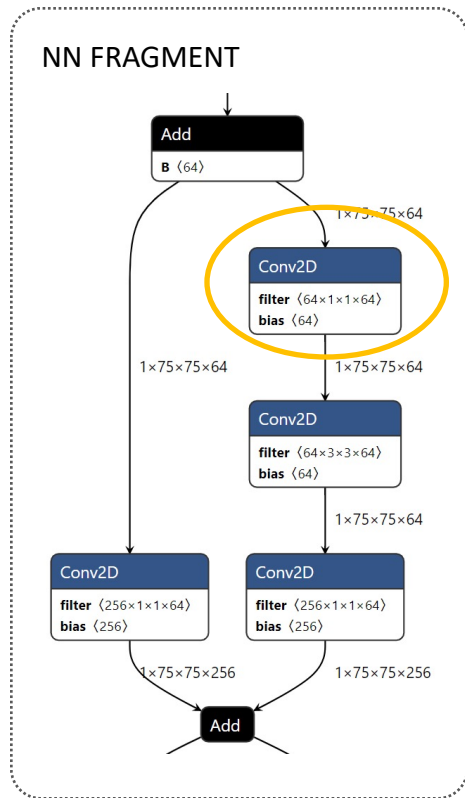 NN FRAGMENT
Add
B ⟨64⟩
1×75×75×64
Conv2D
filter ⟨64×1×1×64⟩
bias ⟨64⟩
1×75×75×64
1×75×75×64
Conv2D
filter ⟨64×3×3×64⟩
bias ⟨64⟩
1×75×75×64
Conv2D
filter ⟨256×1×1×64⟩
bias ⟨256⟩
Conv2D
filter ⟨256×1×1×64⟩
bias ⟨256⟩
1×75×75×256
1×75×75×256
Add